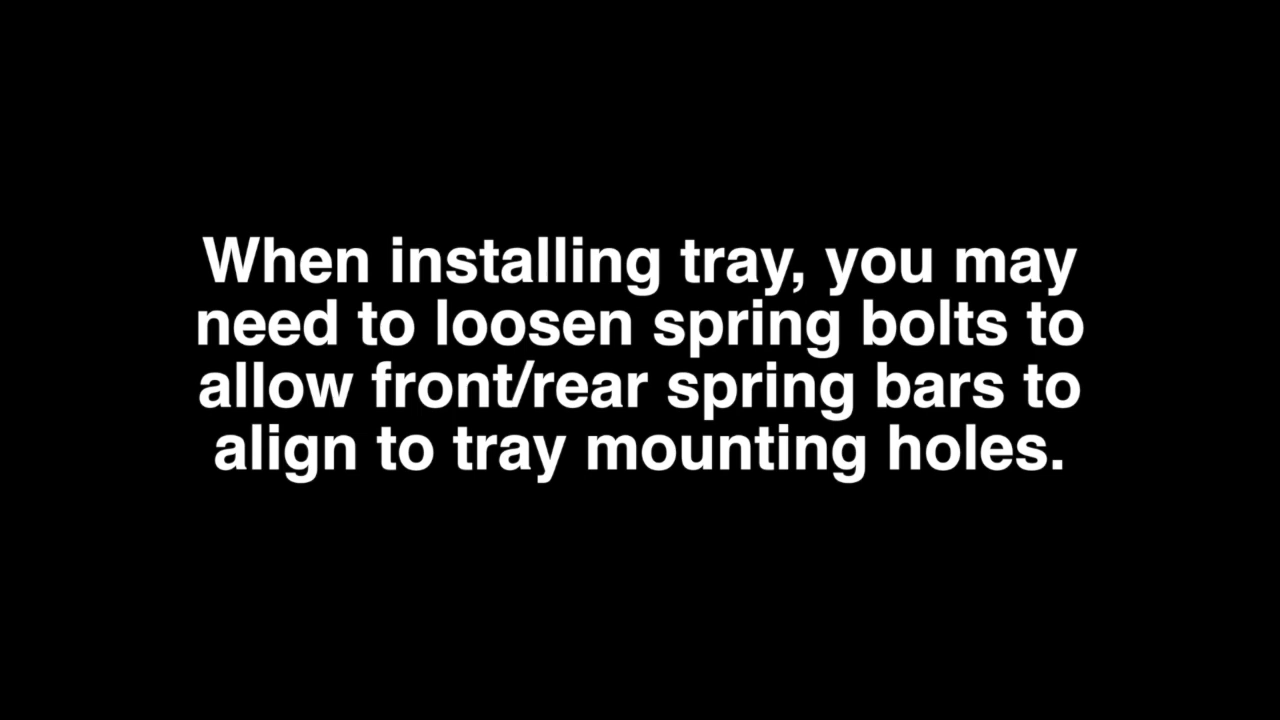 When installing tray, you may
need to loosen spring bolts to
allow front/rear spring bars to
align to tray mounting holes.